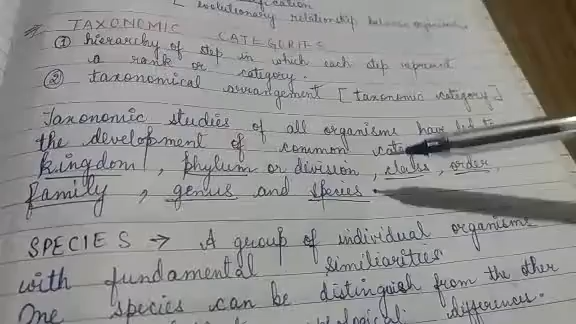 classification
evolutionary relationship between organisms
TAXONOMIC CATEGORIES
① hierarchy of step in which each step represent
a rank or category.
② taxonomical arrangement [taxonomic category]
Taxonomic studies of all organisms have led to
the development of common cate
kingdom, phylum or division, class, order,
family, genus and species.
SPECIES → A group of individual organisms
with fundamental similiarities
One species can be distinguish from the other
differences.